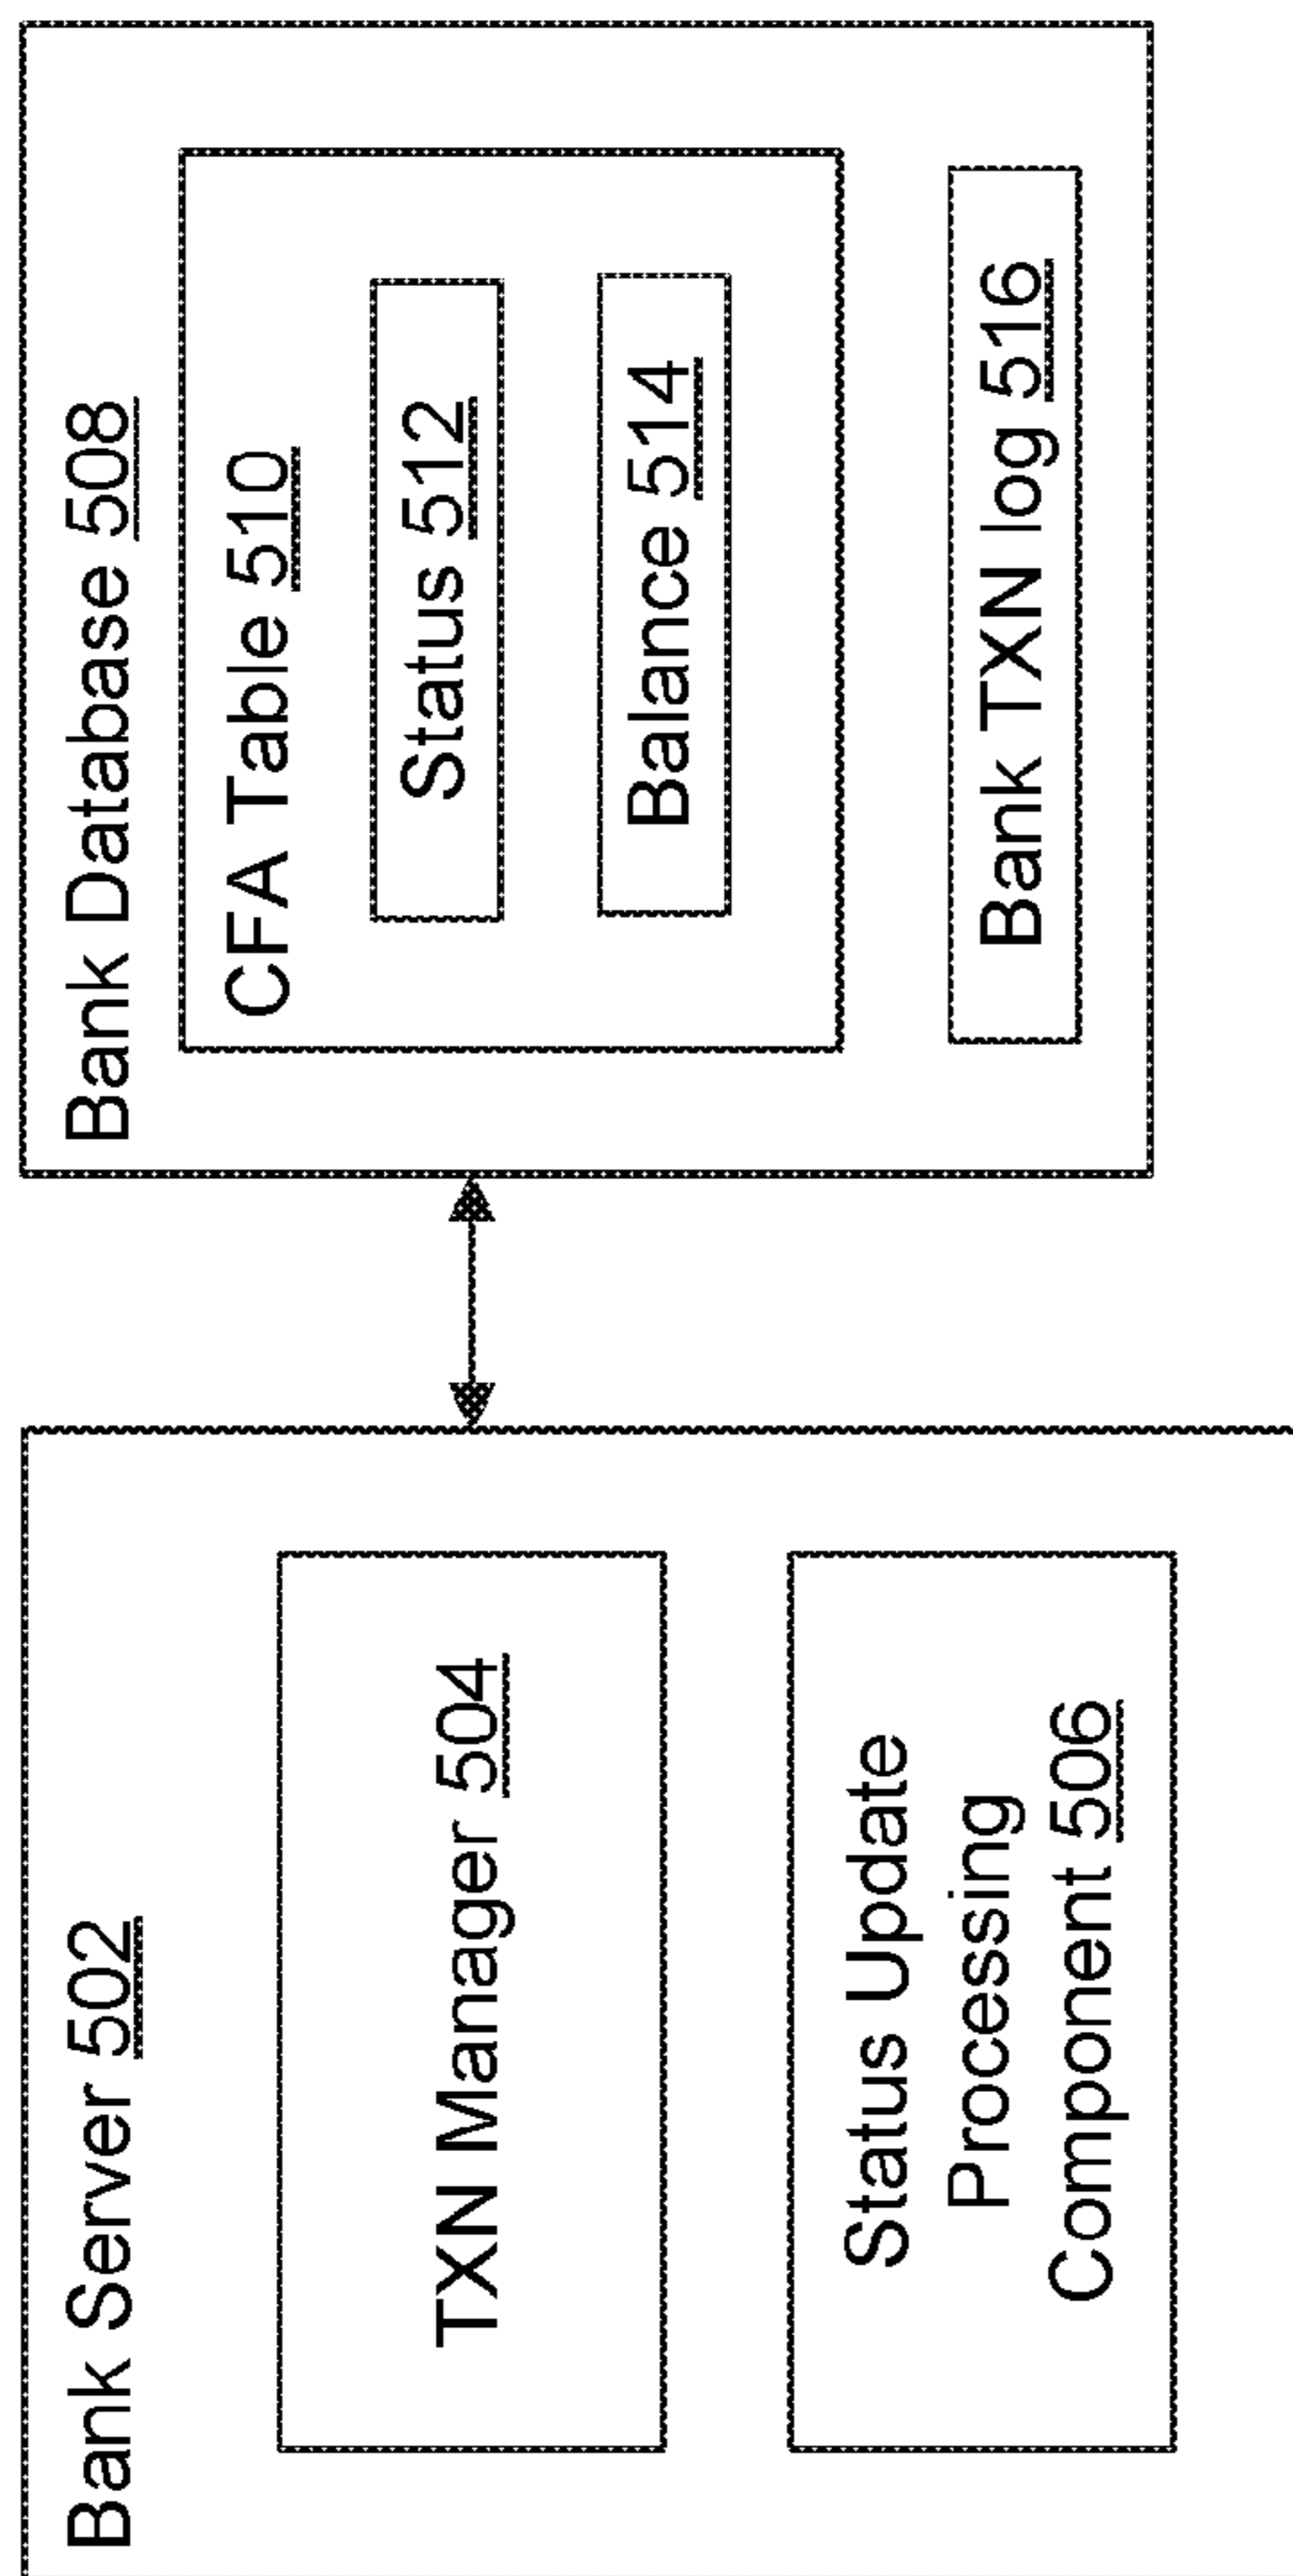 Bank Server 502
TXN Manager 504
Status Update
Processing
Component 506
Bank Database 508
CFA Table 510
Status 512
Balance 514
Bank TXN log 516